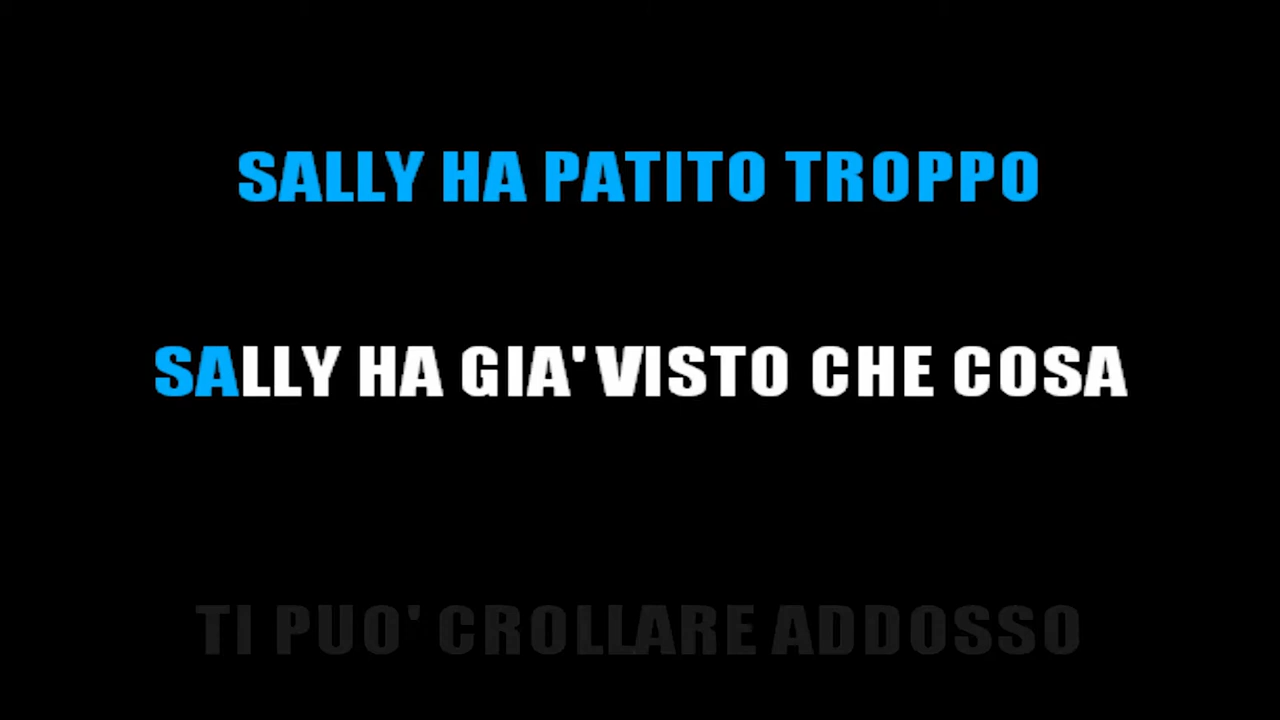 SALLY HA PATITO TROPPO
SALLY HA GIA' VISTO CHE COSA
TI PUO' CROLLARE ADDOSSO